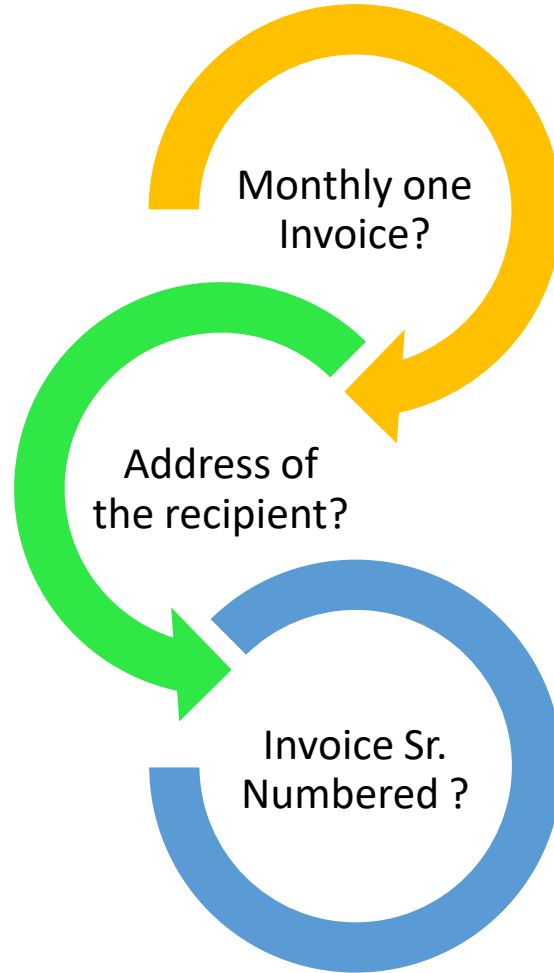 Monthly one
Invoice?
Address of
the recipient?
Invoice Sr.
Numbered ?